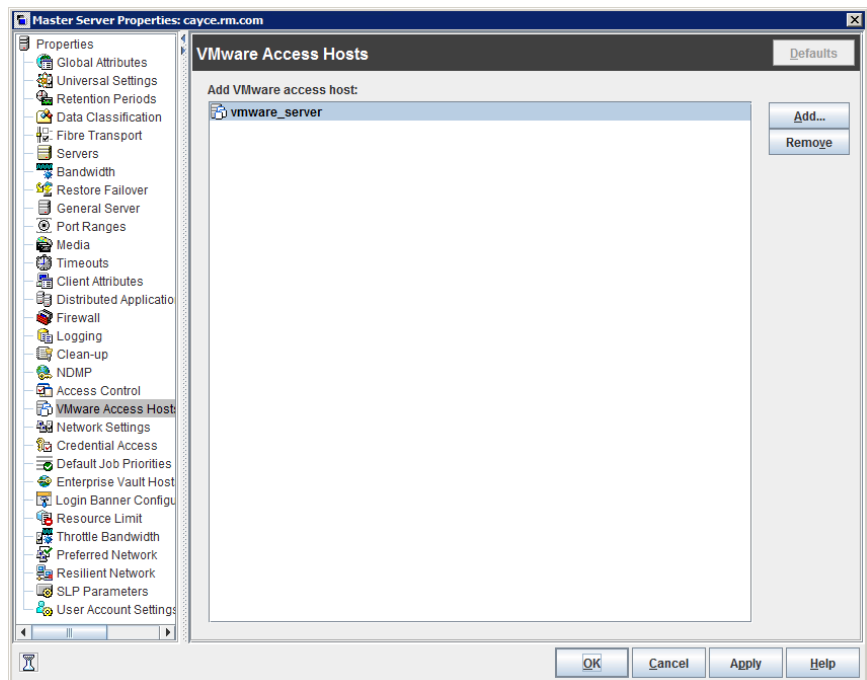 Master Server Properties: cayce.rm.com
Properties
Global Attributes
Universal Settings
Retention Periods
Data Classification
Fibre Transport
Servers
Bandwidth
Restore Failover
General Server
Port Ranges
Media
Timeouts
Client Attributes
Distributed Applicatio
Firewall
Logging
Clean-up
NDMP
Access Control
VMware Access Hosts
Network Settings
Credential Access
Default Job Priorities
Enterprise Vault Host
Login Banner Configu
Resource Limit
Throttle Bandwidth
Preferred Network
Resilient Network
SLP Parameters
User Account Settings
VMware Access Hosts
Defaults
Add VMware access host:
vmware_server
Add...
Remove
OK
Cancel
Apply
Help